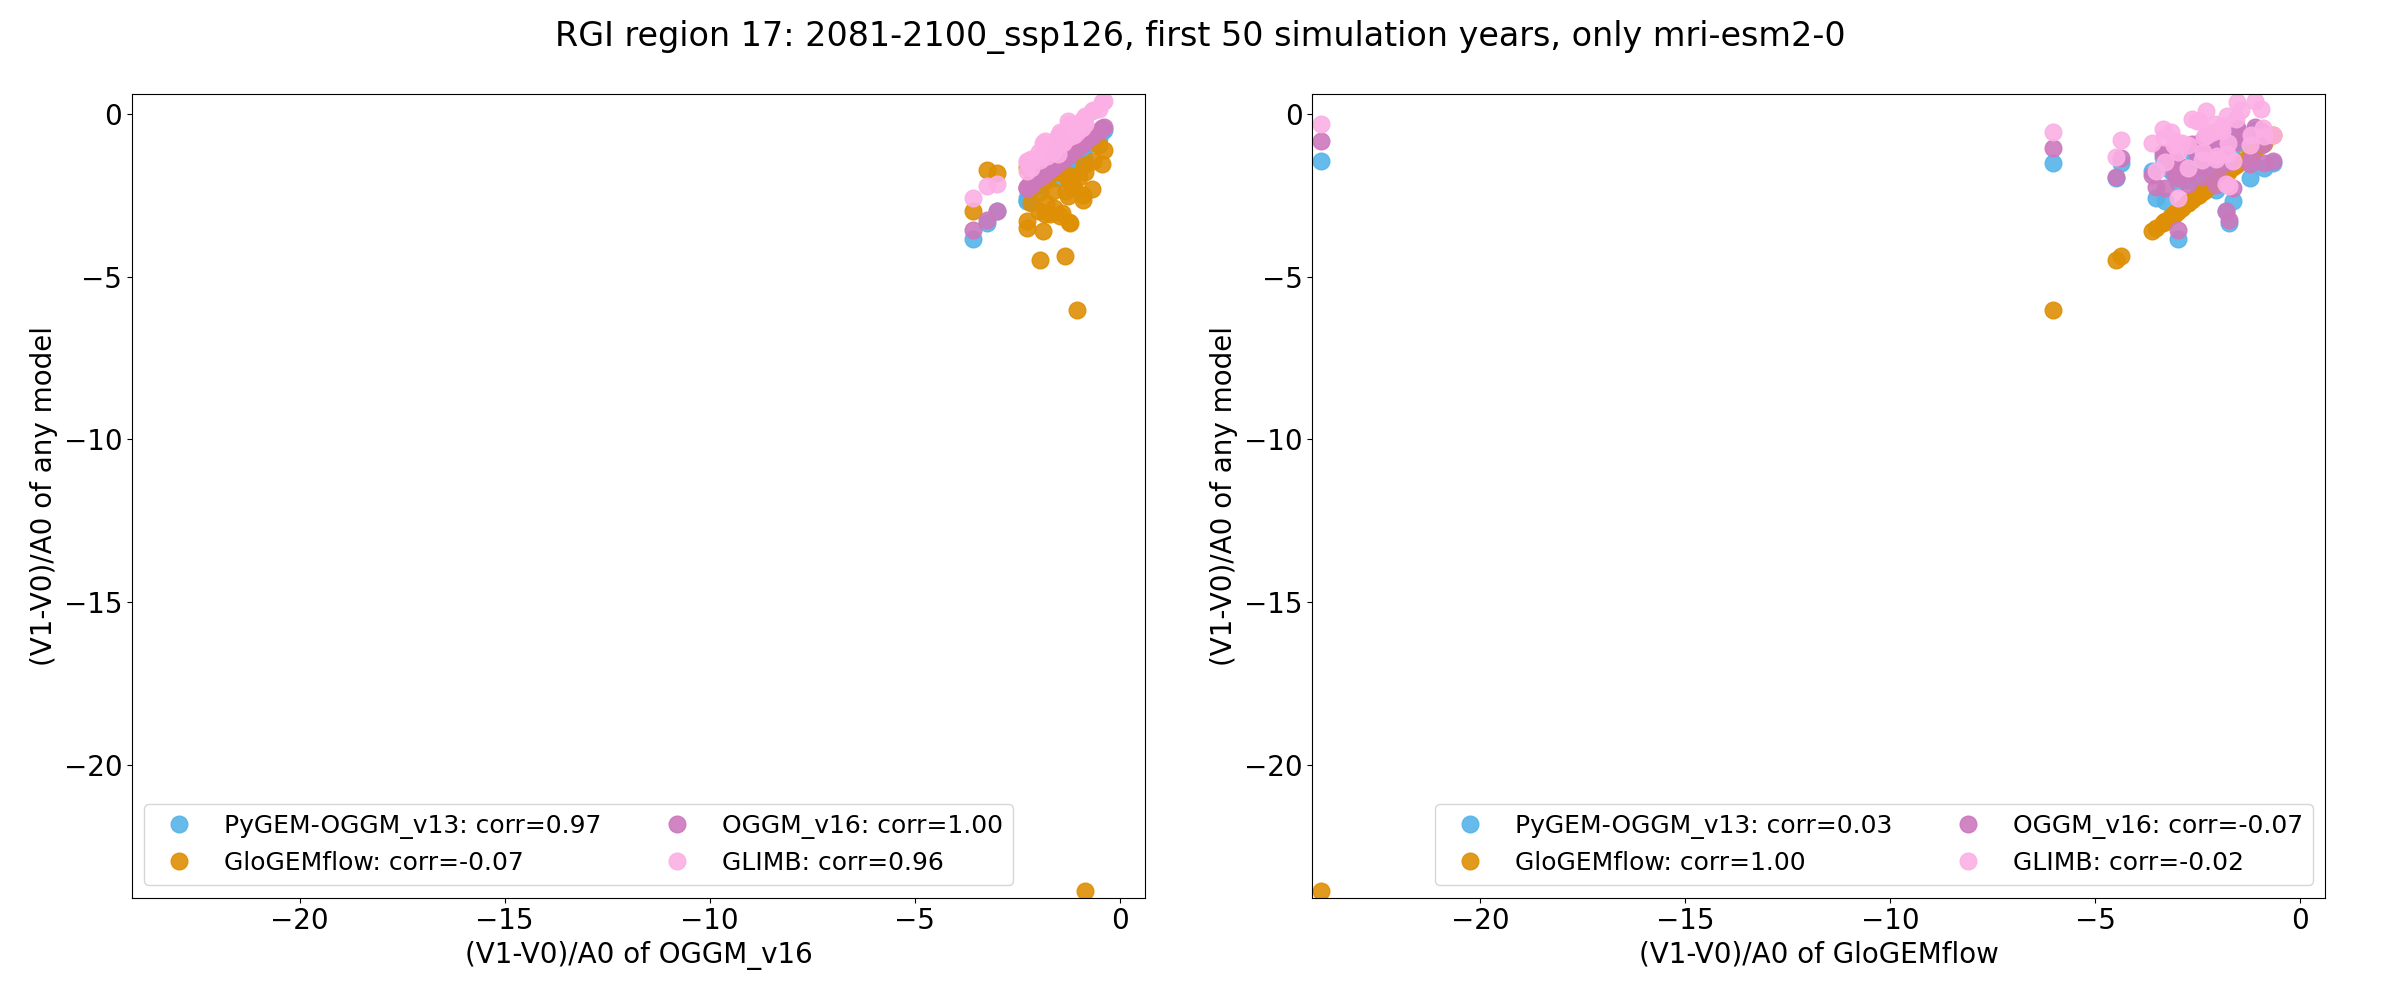 RGI region 17: 2081-2100_ssp126, first 50 simulation years, only mri-esm2-0
(V1-V0)/A0 of any model
0
−5
−10
−15
−20
PyGEM-OGGM_v13: corr=0.97
GloGEMflow: corr=-0.07
OGGM_v16: corr=1.00
GLIMB: corr=0.96
−20
−15
−10
−5
0
(V1-V0)/A0 of OGGM_v16
(V1-V0)/A0 of any model
0
−5
−10
−15
−20
PyGEM-OGGM_v13: corr=0.03
GloGEMflow: corr=1.00
OGGM_v16: corr=-0.07
GLIMB: corr=-0.02
−20
−15
−10
−5
0
(V1-V0)/A0 of GloGEMflow